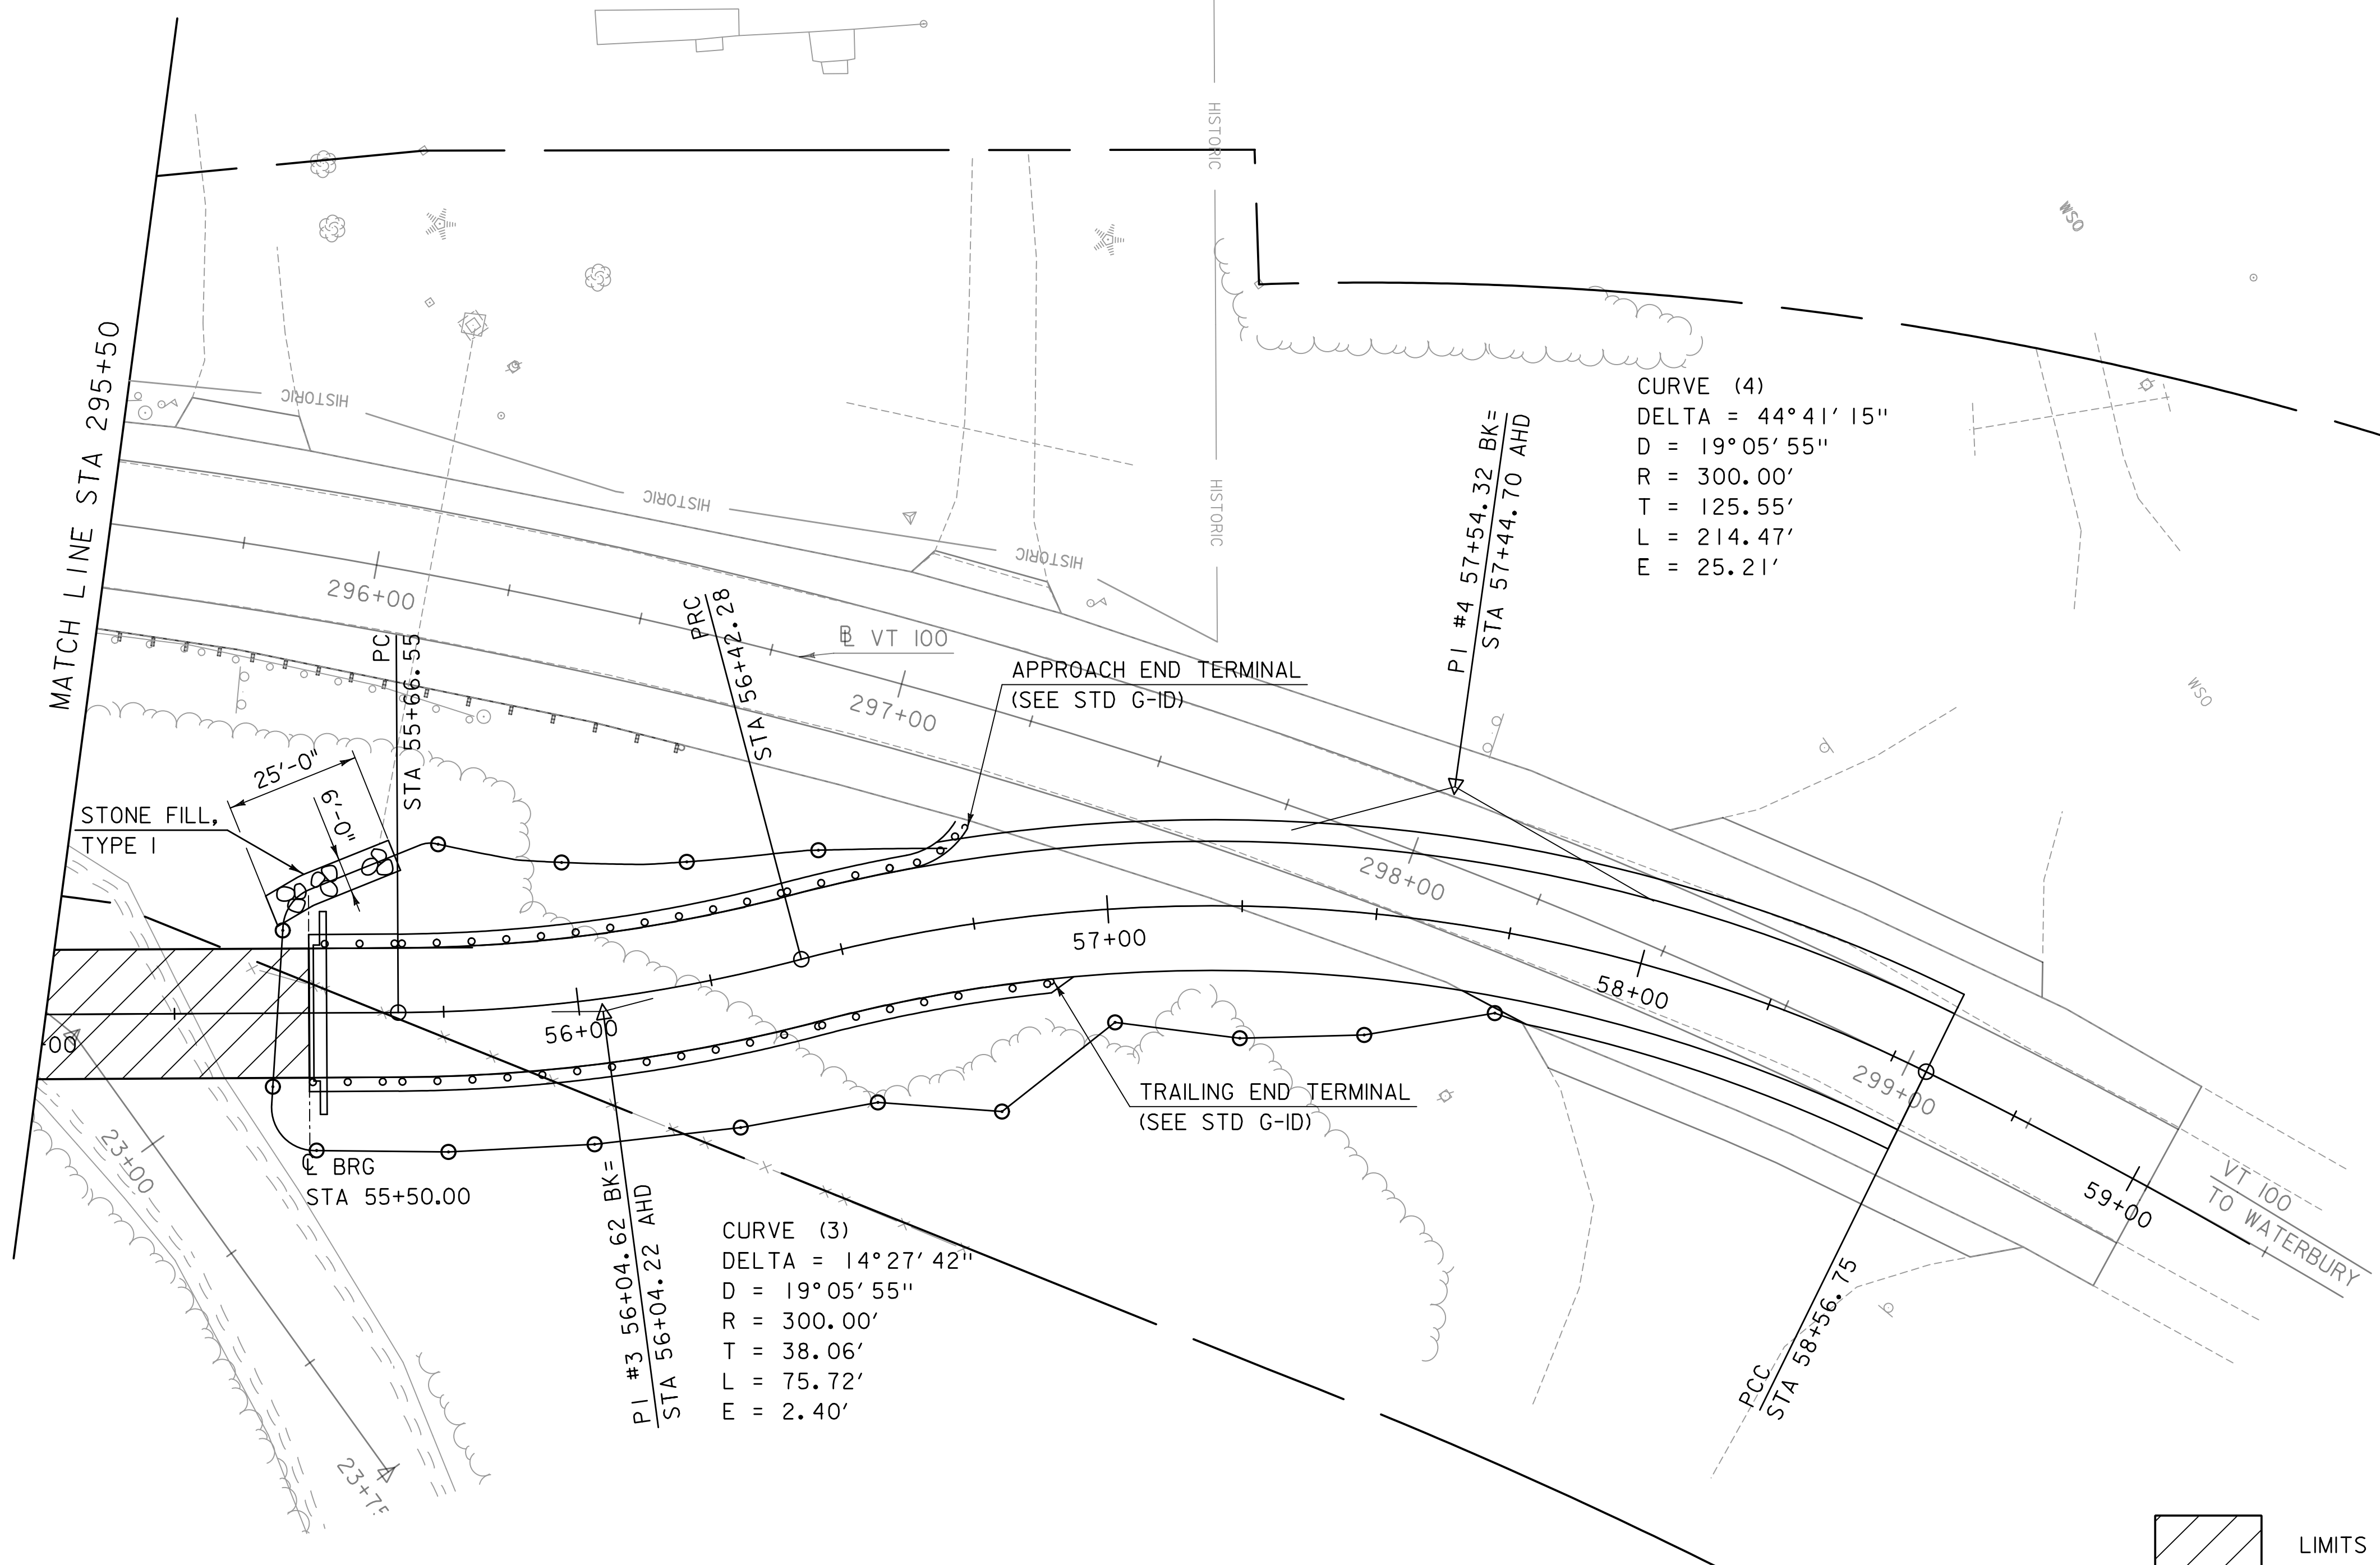 HISTORIC
WSO
MATCH LINE STA 295+50
HISTORIC
CURVE (4)
DELTA = 44°41'15"
D = 19°05'55"
R = 300.00'
T = 125.55'
L = 214.47'
E = 25.21'
PI #4 57+54.32 BK=
STA 57+44.70 AHD
HISTORIC
HISTORIC
HISTORIC
296+00
PC
STA 55+66.55
PRC
STA 56+42.28
BL VT 100
APPROACH END TERMINAL
(SEE STD G-1D)
297+00
WSO
25'-0"
6'-0"
STONE FILL,
TYPE I
298+00
57+00
58+00
56+00
00
299+00
TRAILING END TERMINAL
(SEE STD G-1D)
23+00
CL BRG
STA 55+50.00
59+00
VT 100
TO WATERBURY
PI #3 56+04.62 BK=
STA 56+04.22 AHD
CURVE (3)
DELTA = 14°27'42"
D = 19°05'55"
R = 300.00'
T = 38.06'
L = 75.72'
E = 2.40'
PCC
STA 58+56.75
23+75
LIMITS